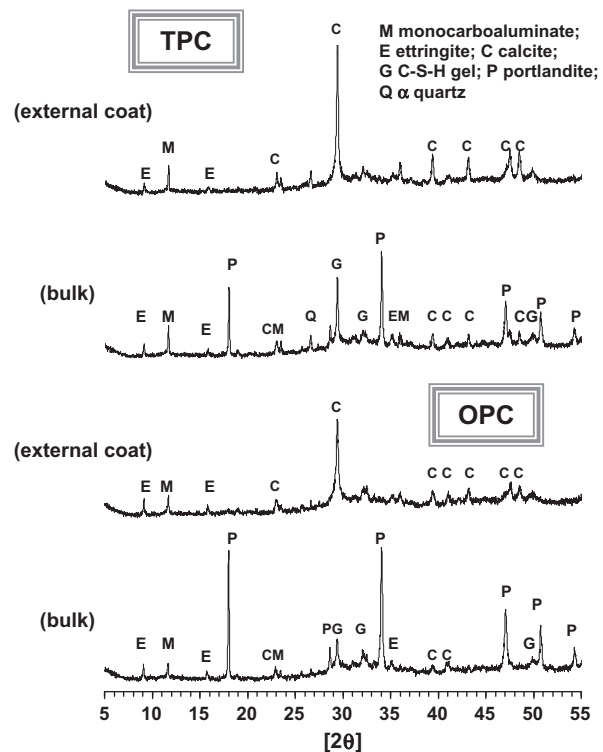 TPC
M monocarboaluminate;
E ettringite; C calcite;
G C-S-H gel; P portlandite;
Q α quartz
(external coat)
C
E M E C C C C C
(bulk)
E M E P CM Q G G P EM C C C P CG P P
OPC
(external coat)
E M E C C C C C C C
(bulk)
E M E P CM PG G P E C C P G P P
5 10 15 20 25 30 35 40 45 50 55
[2θ]